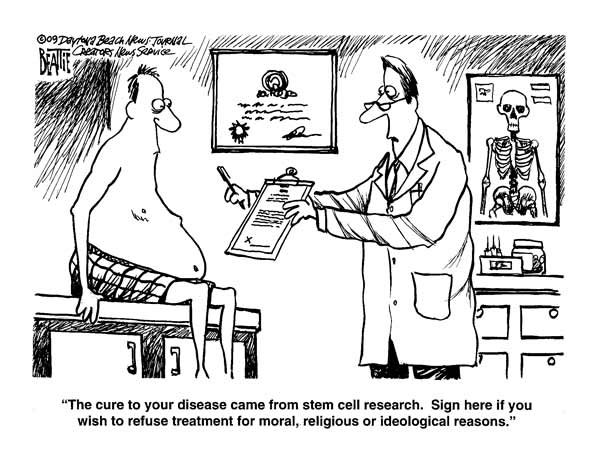 ©09 Daytona Beach News-Journal
Creators News Service
BEATTIE
X
"The cure to your disease came from stem cell research. Sign here if you
wish to refuse treatment for moral, religious or ideological reasons."